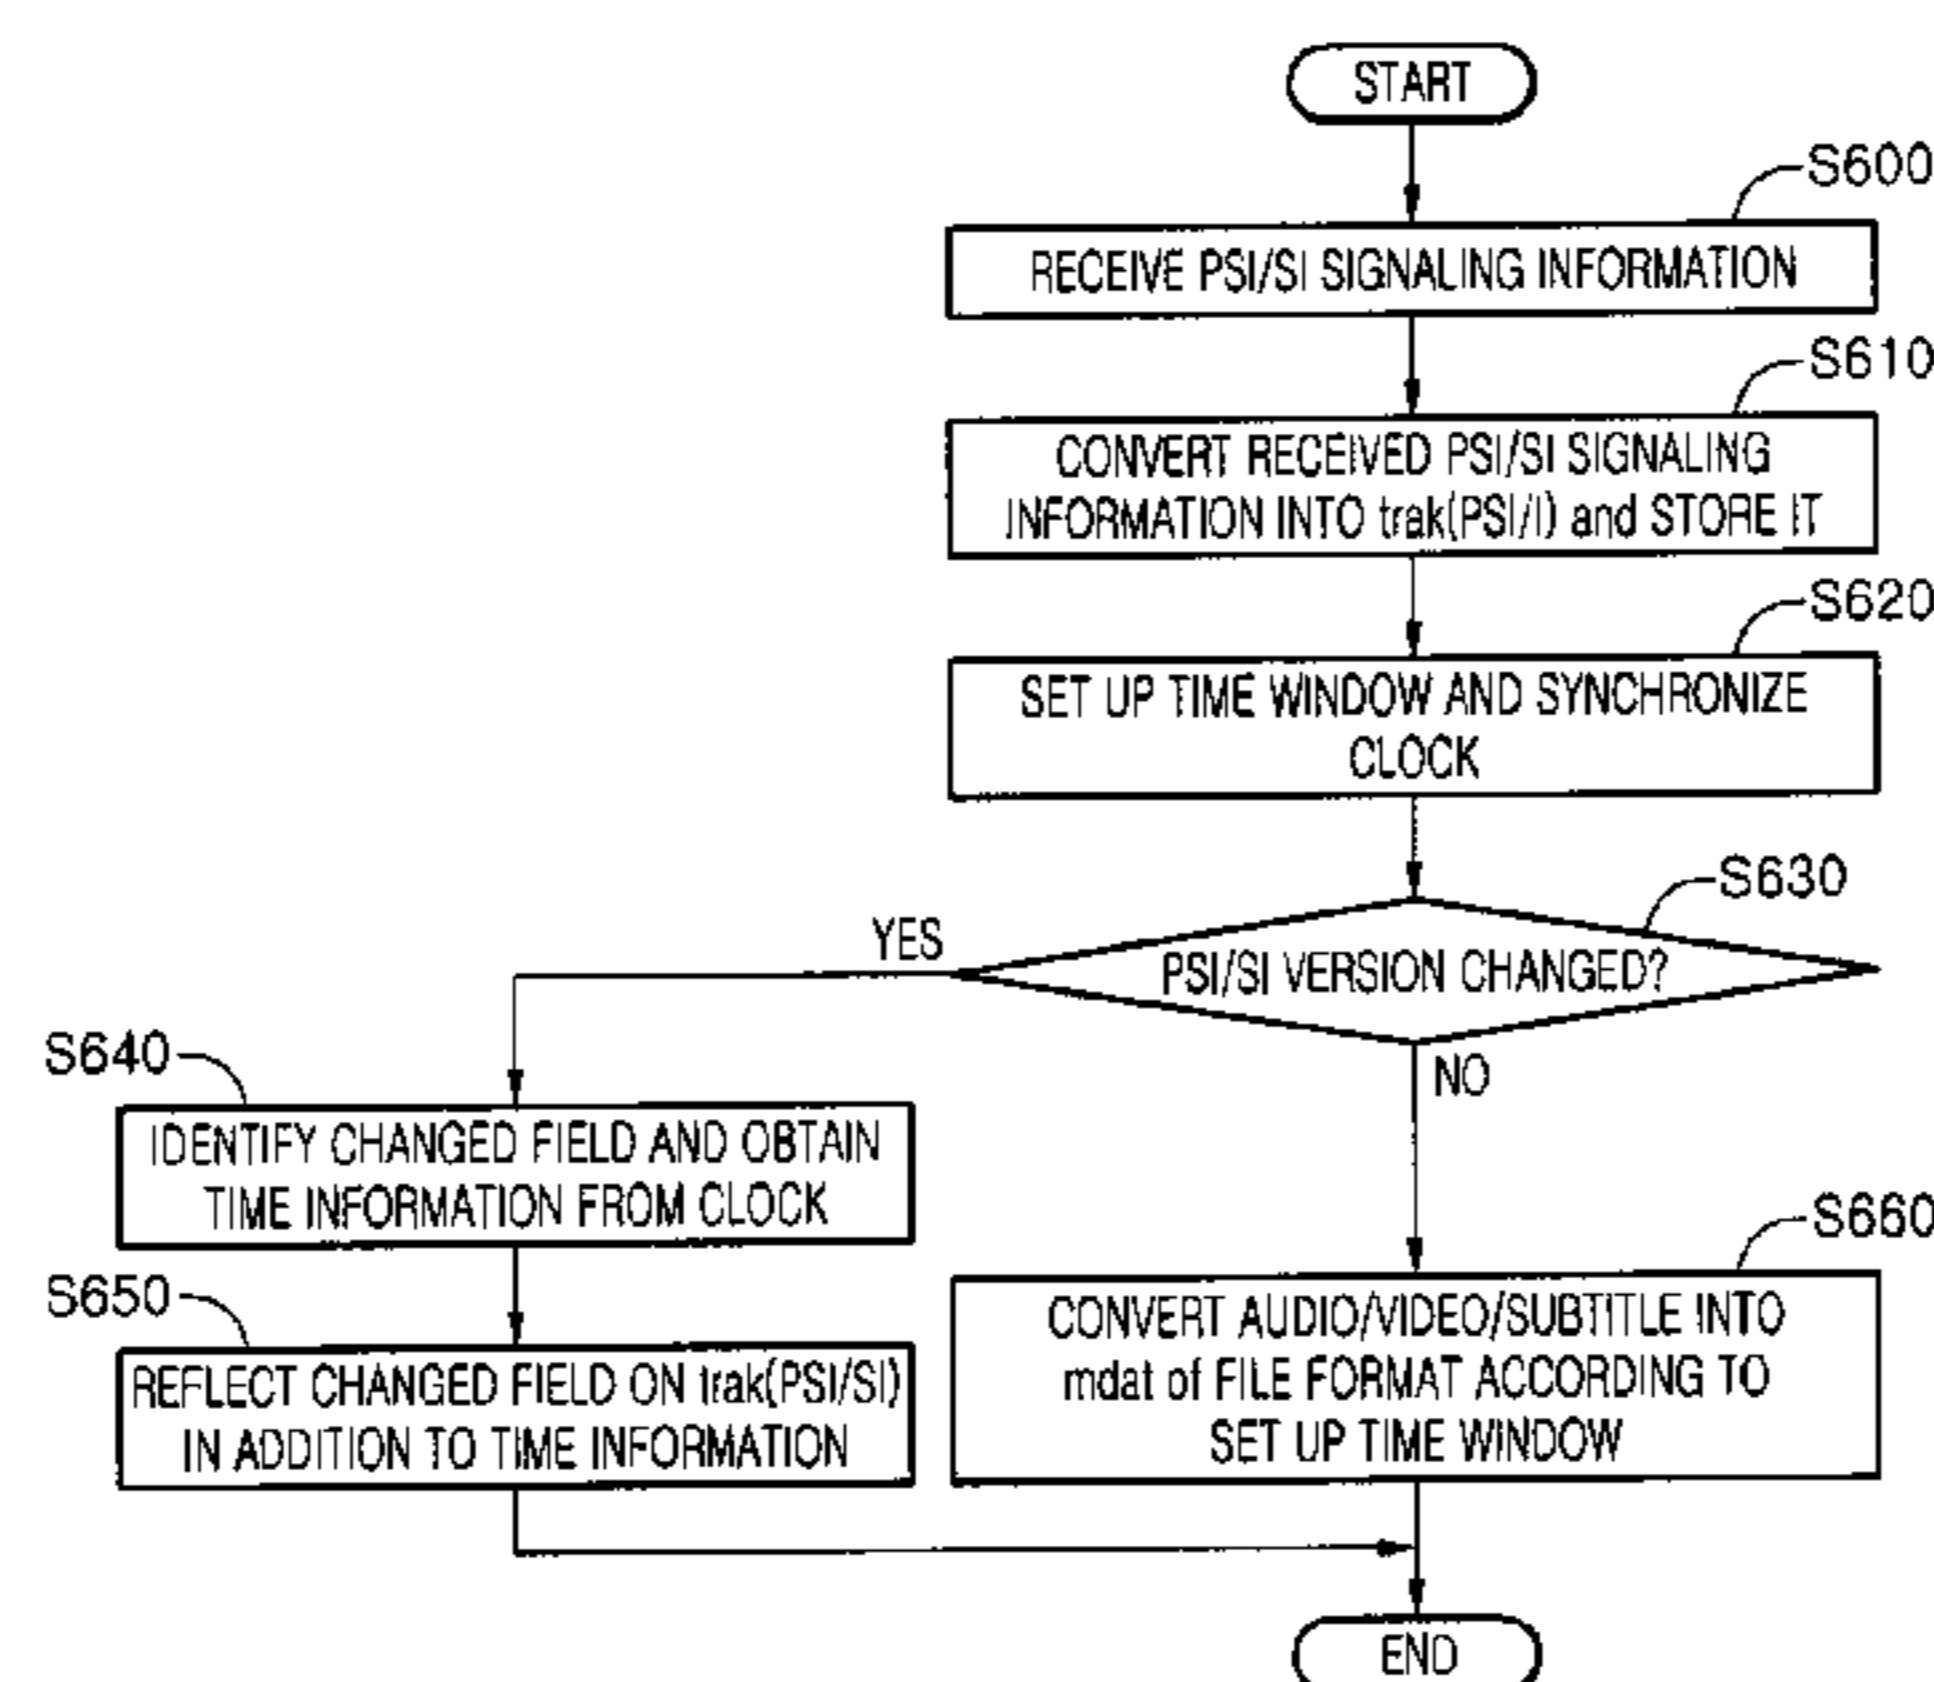 START
S600
RECEIVE PSI/SI SIGNALING INFORMATION
S610
CONVERT RECEIVED PSI/SI SIGNALING
INFORMATION INTO trak(PSI/I) and STORE IT
S620
SET UP TIME WINDOW AND SYNCHRONIZE
CLOCK
S630
PSI/SI VERSION CHANGED?
YES
NO
S640
IDENTIFY CHANGED FIELD AND OBTAIN
TIME INFORMATION FROM CLOCK
S650
REFLECT CHANGED FIELD ON trak(PSI/SI)
IN ADDITION TO TIME INFORMATION
S660
CONVERT AUDIO/VIDEO/SUBTITLE INTO
mdat of FILE FORMAT ACCORDING TO
SET UP TIME WINDOW
END